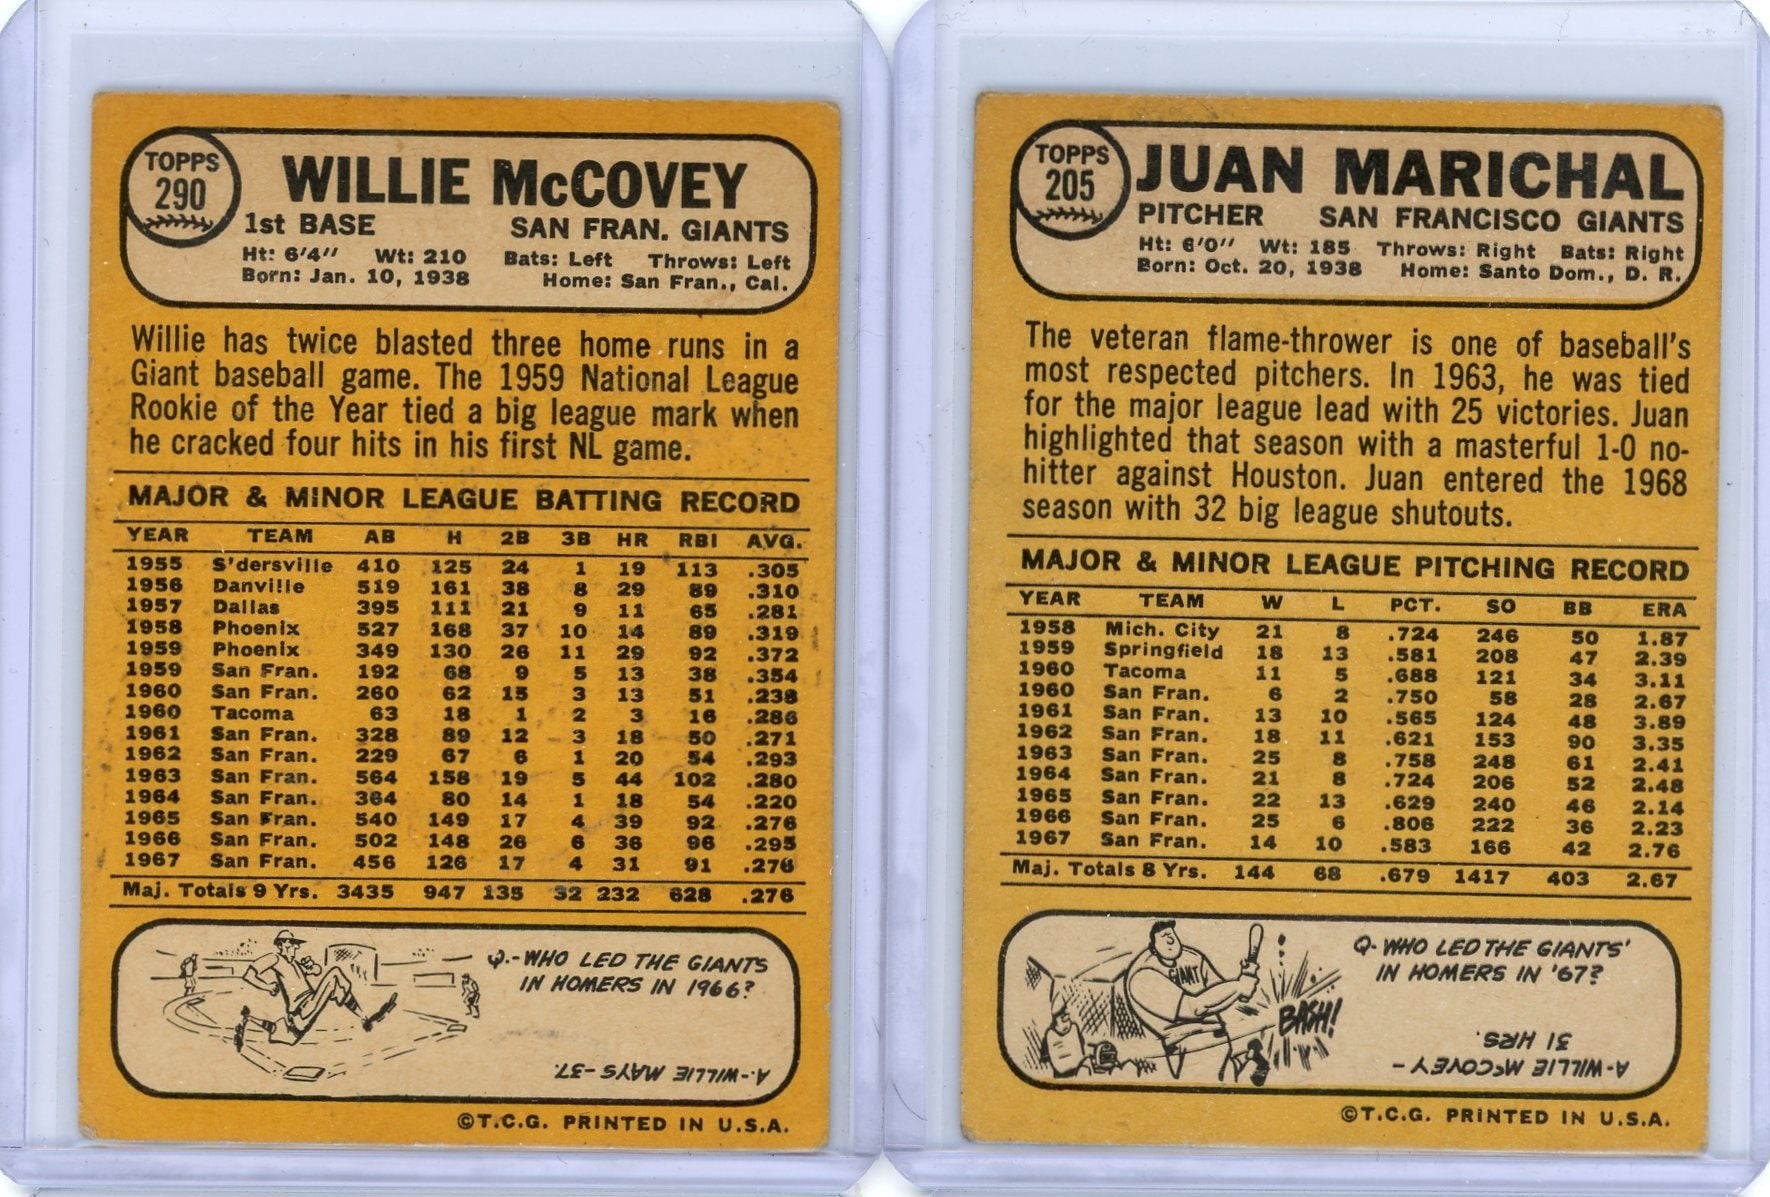 TOPPS
290
WILLIE McCOVEY
1st BASE SAN FRAN. GIANTS
Ht: 6'4" Wt: 210 Bats: Left Throws: Left
Born: Jan. 10, 1938 Home: San Fran., Cal.
Willie has twice blasted three home runs in a
Giant baseball game. The 1959 National League
Rookie of the Year tied a big league mark when
he cracked four hits in his first NL game.
MAJOR & MINOR LEAGUE BATTING RECORD
YEAR TEAM AB H 2B 3B HR RBI AVG.
1955 S'dersville 410 125 24 1 19 113 .305
1956 Danville 519 161 38 8 29 89 .310
1957 Dallas 395 111 21 9 11 65 .281
1958 Phoenix 527 168 37 10 14 89 .319
1959 Phoenix 349 130 26 11 29 92 .372
1959 San Fran. 192 68 9 5 13 38 .354
1960 San Fran. 260 62 15 3 13 51 .238
1960 Tacoma 63 18 1 2 3 16 .286
1961 San Fran. 328 89 12 3 18 50 .271
1962 San Fran. 229 67 6 1 20 54 .293
1963 San Fran. 564 158 19 5 44 102 .280
1964 San Fran. 364 80 14 1 18 54 .220
1965 San Fran. 540 149 17 4 39 92 .276
1966 San Fran. 502 148 26 6 36 96 .295
1967 San Fran. 456 126 17 4 31 91 .276
Maj. Totals 9 Yrs. 3435 947 135 32 232 628 .276
Q.-WHO LED THE GIANTS
IN HOMERS IN 1966?
A.-WILLIE MAYS-37.
©T.C.G. PRINTED IN U.S.A.
TOPPS
205
JUAN MARICHAL
PITCHER SAN FRANCISCO GIANTS
Ht: 6'0" Wt: 185 Throws: Right Bats: Right
Born: Oct. 20, 1938 Home: Santo Dom., D. R.
The veteran flame-thrower is one of baseball's
most respected pitchers. In 1963, he was tied
for the major league lead with 25 victories. Juan
highlighted that season with a masterful 1-0 no-
hitter against Houston. Juan entered the 1968
season with 32 big league shutouts.
MAJOR & MINOR LEAGUE PITCHING RECORD
YEAR TEAM W L PCT. SO BB ERA
1958 Mich. City 21 8 .724 246 50 1.87
1959 Springfield 18 13 .581 208 47 2.39
1960 Tacoma 11 5 .688 121 34 3.11
1960 San Fran. 6 2 .750 58 28 2.67
1961 San Fran. 13 10 .565 124 48 3.89
1962 San Fran. 18 11 .621 153 90 3.35
1963 San Fran. 25 8 .758 248 61 2.41
1964 San Fran. 21 8 .724 206 52 2.48
1965 San Fran. 22 13 .629 240 46 2.14
1966 San Fran. 25 6 .806 222 36 2.23
1967 San Fran. 14 10 .583 166 42 2.76
Maj. Totals 8 Yrs. 144 68 .679 1417 403 2.67
Q-WHO LED THE GIANTS'
IN HOMERS IN '67?
GIANT
BASH!
A-WILLIE McCOVEY-
31 HRS.
©T.C.G. PRINTED IN U.S.A.